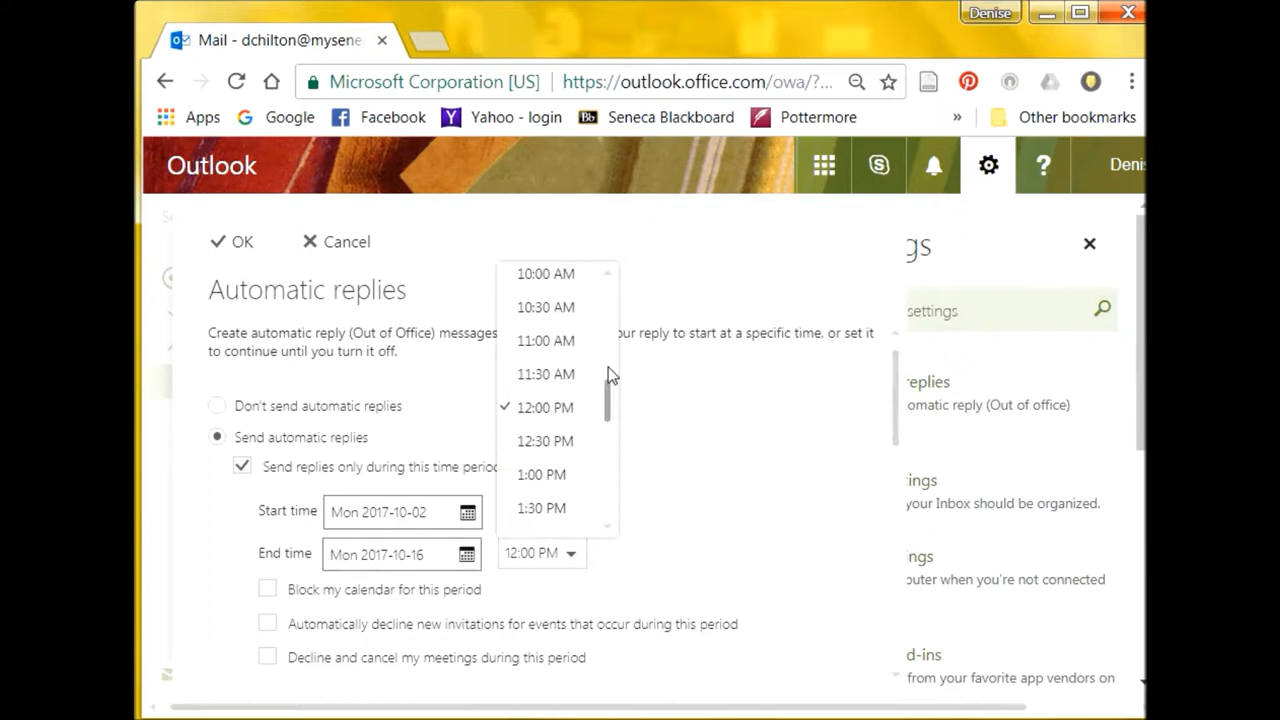 Denise
Mail - dchilton@mysene
Microsoft Corporation [US] https://outlook.office.com/owa/?...
Apps Google Facebook Yahoo - login Bb Seneca Blackboard Pottermore » Other bookmarks
Outlook ? Denis
OK Cancel
gs
Automatic replies
settings
Create automatic reply (Out of Office) messages our reply to start at a specific time, or set it
to continue until you turn it off.
Don't send automatic replies
Send automatic replies
Send replies only during this time period
Start time Mon 2017-10-02
End time Mon 2017-10-16 12:00 PM
Block my calendar for this period
Automatically decline new invitations for events that occur during this period
Decline and cancel my meetings during this period
10:00 AM
10:30 AM
11:00 AM
11:30 AM
12:00 PM
12:30 PM
1:00 PM
1:30 PM
replies
automatic reply (Out of office)
ttings
your Inbox should be organized.
ngs
puter when you're not connected
d-ins
from your favorite app vendors on